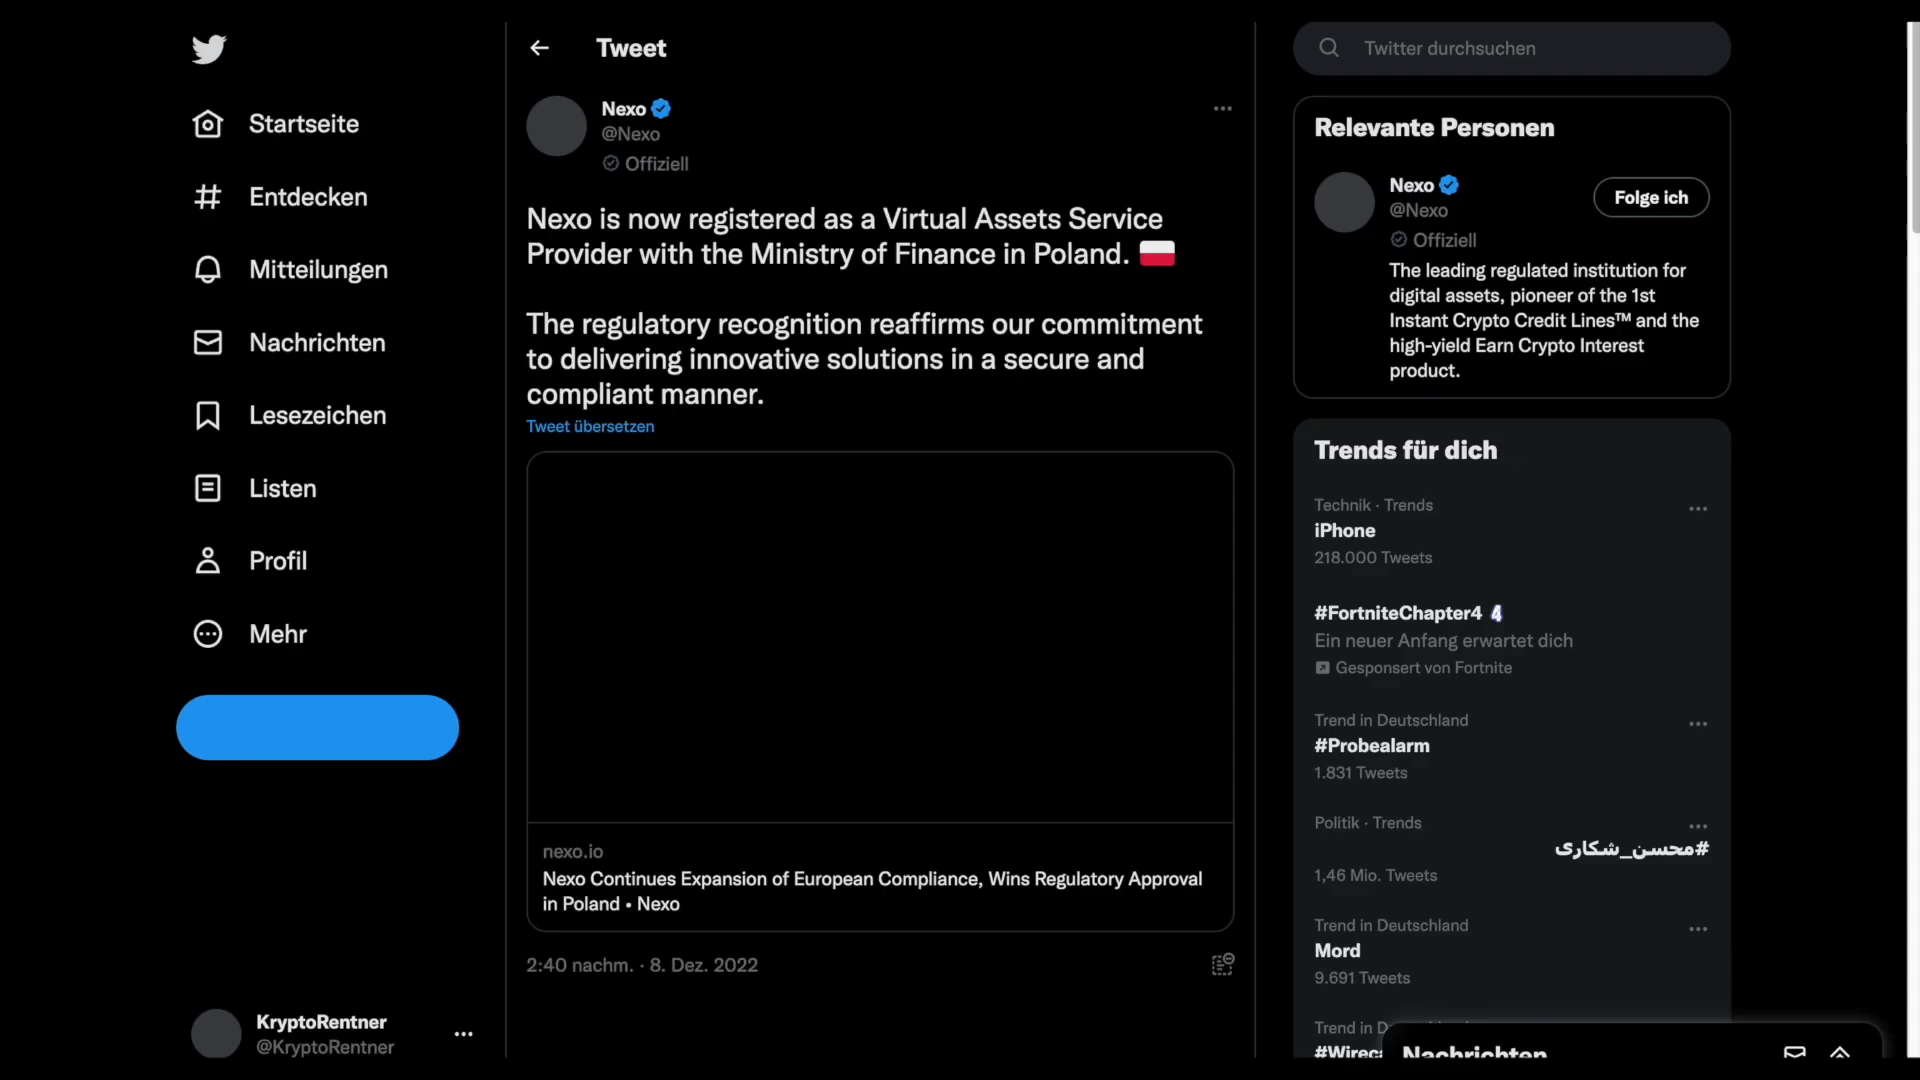 Startseite
Entdecken
Mitteilungen
Nachrichten
Lesezeichen
Listen
Profil
Mehr
KryptoRentner
@KryptoRentner
Tweet
Nexo
@Nexo
Offiziell
Nexo is now registered as a Virtual Assets Service
Provider with the Ministry of Finance in Poland. 🇵🇱
The regulatory recognition reaffirms our commitment
to delivering innovative solutions in a secure and
compliant manner.
Tweet übersetzen
nexo.io
Nexo Continues Expansion of European Compliance, Wins Regulatory Approval
in Poland • Nexo
2:40 nachm. · 8. Dez. 2022
Twitter durchsuchen
Relevante Personen
Nexo
@Nexo
Folge ich
Offiziell
The leading regulated institution for
digital assets, pioneer of the 1st
Instant Crypto Credit Lines™ and the
high-yield Earn Crypto Interest
product.
Trends für dich
Technik · Trends
iPhone
218.000 Tweets
#FortniteChapter4
Ein neuer Anfang erwartet dich
Gesponsert von Fortnite
Trend in Deutschland
#Probealarm
1.831 Tweets
Politik · Trends
#محسن_شکاری
1,46 Mio. Tweets
Trend in Deutschland
Mord
9.691 Tweets
Trend in Deutschland
Nachrichten